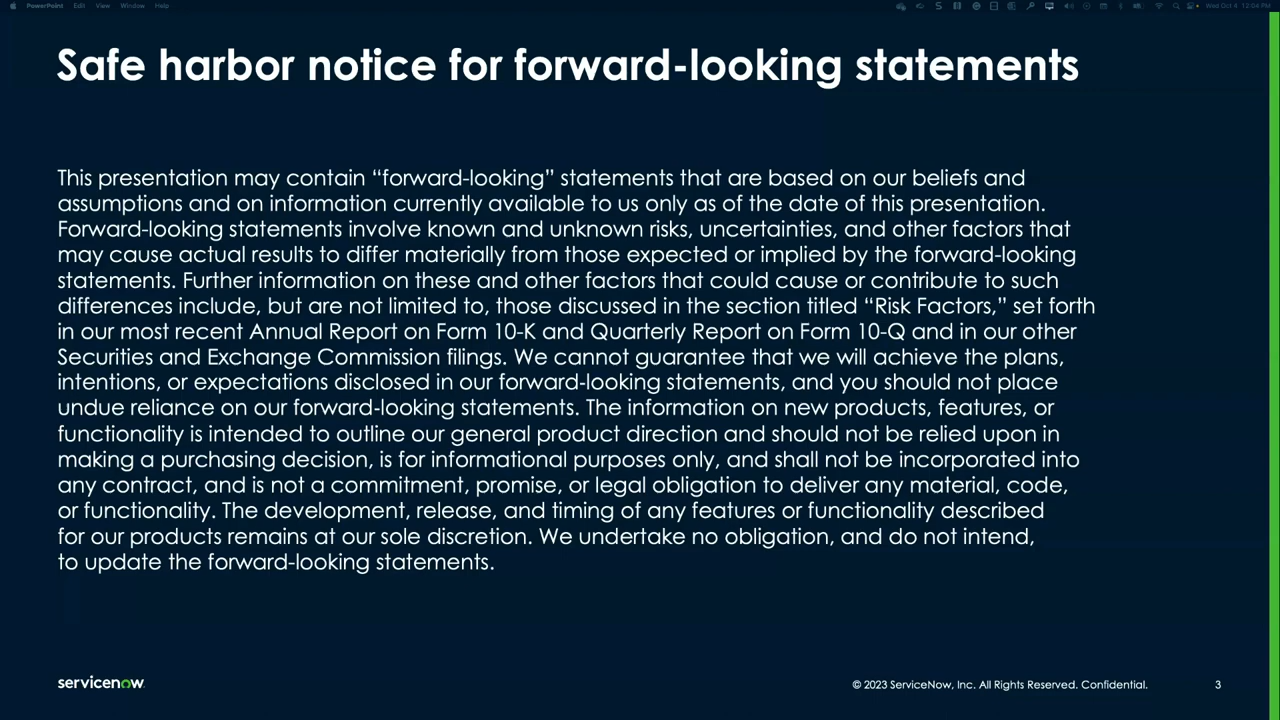 PowerPoint Edit View Window Help Wed Oct 4 12:04 PM
Safe harbor notice for forward-looking statements
This presentation may contain “forward-looking” statements that are based on our beliefs and
assumptions and on information currently available to us only as of the date of this presentation.
Forward-looking statements involve known and unknown risks, uncertainties, and other factors that
may cause actual results to differ materially from those expected or implied by the forward-looking
statements. Further information on these and other factors that could cause or contribute to such
differences include, but are not limited to, those discussed in the section titled “Risk Factors,” set forth
in our most recent Annual Report on Form 10-K and Quarterly Report on Form 10-Q and in our other
Securities and Exchange Commission filings. We cannot guarantee that we will achieve the plans,
intentions, or expectations disclosed in our forward-looking statements, and you should not place
undue reliance on our forward-looking statements. The information on new products, features, or
functionality is intended to outline our general product direction and should not be relied upon in
making a purchasing decision, is for informational purposes only, and shall not be incorporated into
any contract, and is not a commitment, promise, or legal obligation to deliver any material, code,
or functionality. The development, release, and timing of any features or functionality described
for our products remains at our sole discretion. We undertake no obligation, and do not intend,
to update the forward-looking statements.
servicenow © 2023 ServiceNow, Inc. All Rights Reserved. Confidential. 3